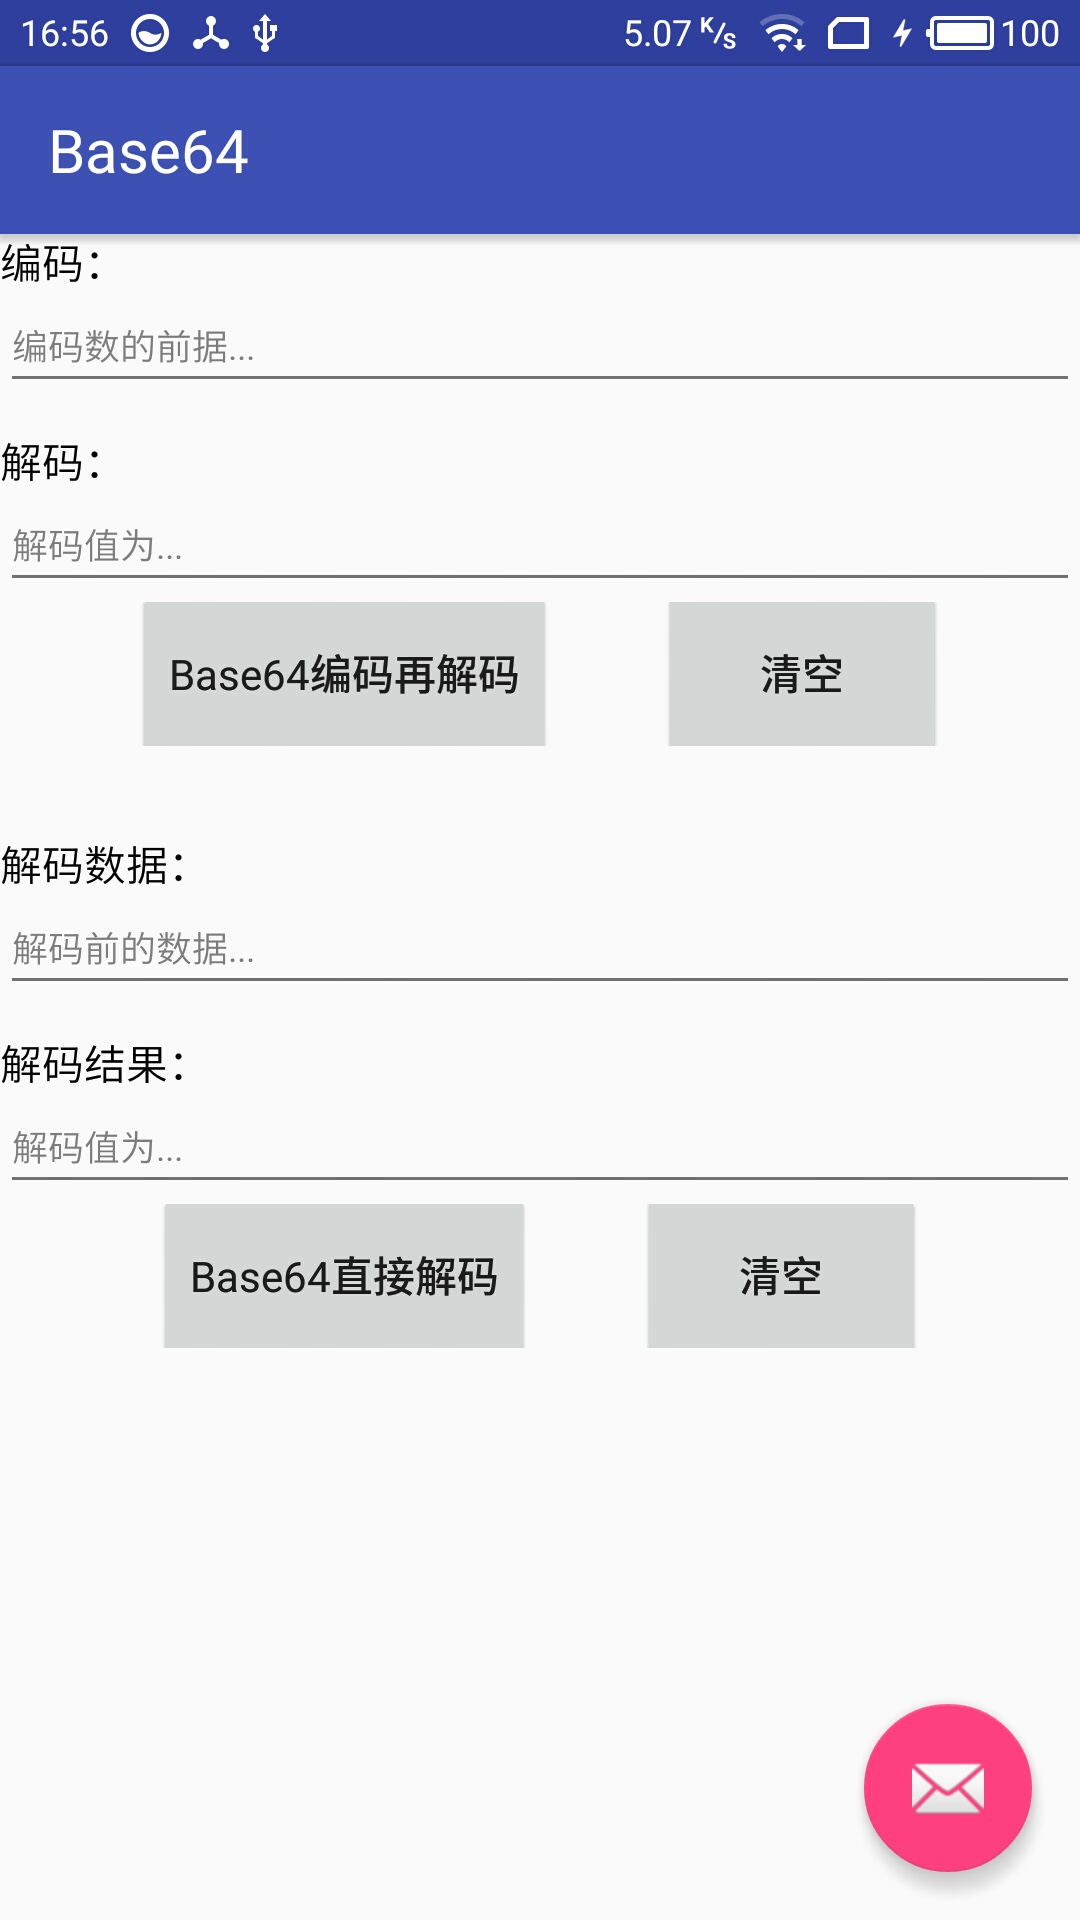 16:56 5.07 K/s 100
Base64
编码：
编码数的前据...
解码：
解码值为...
Base64编码再解码 清空
解码数据：
解码前的数据...
解码结果：
解码值为...
Base64直接解码 清空